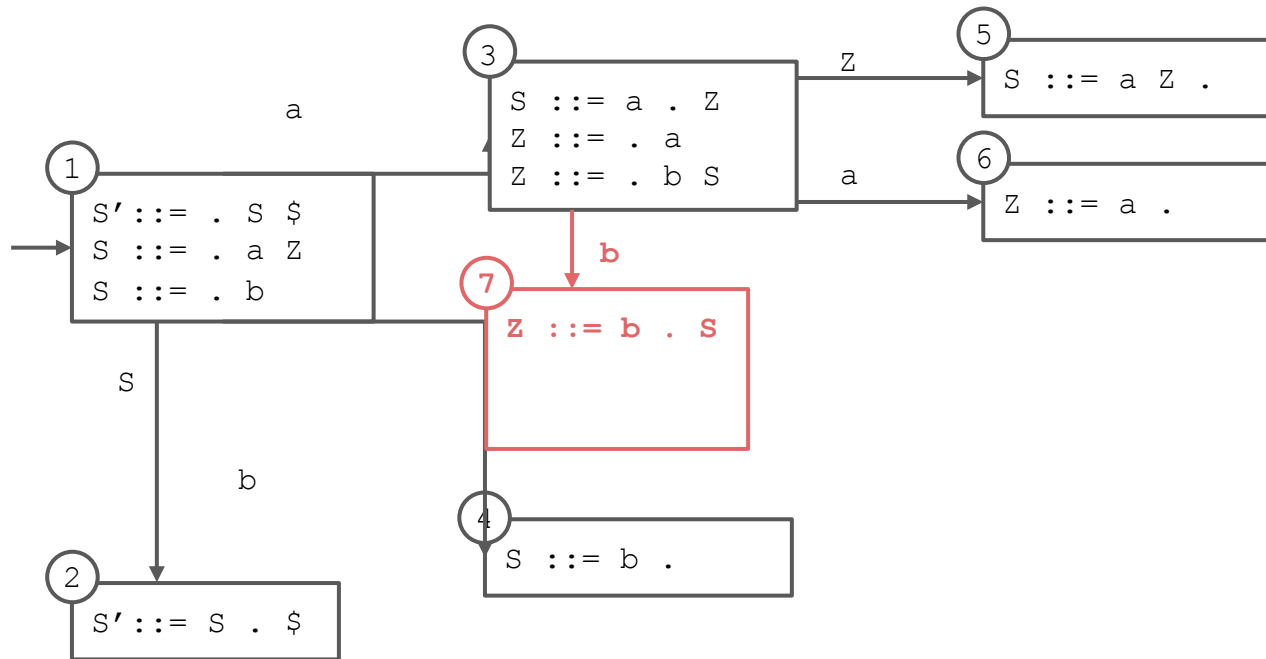 5
3
Z
S ::= a Z .
S ::= a . Z
a
Z ::= . a
1
6
Z ::= . b S
a
S'::= . S $
Z ::= a .
S ::= . a Z
b
7
S ::= . b
Z ::= b . S
S
b
4
S ::= b .
2
S'::= S . $